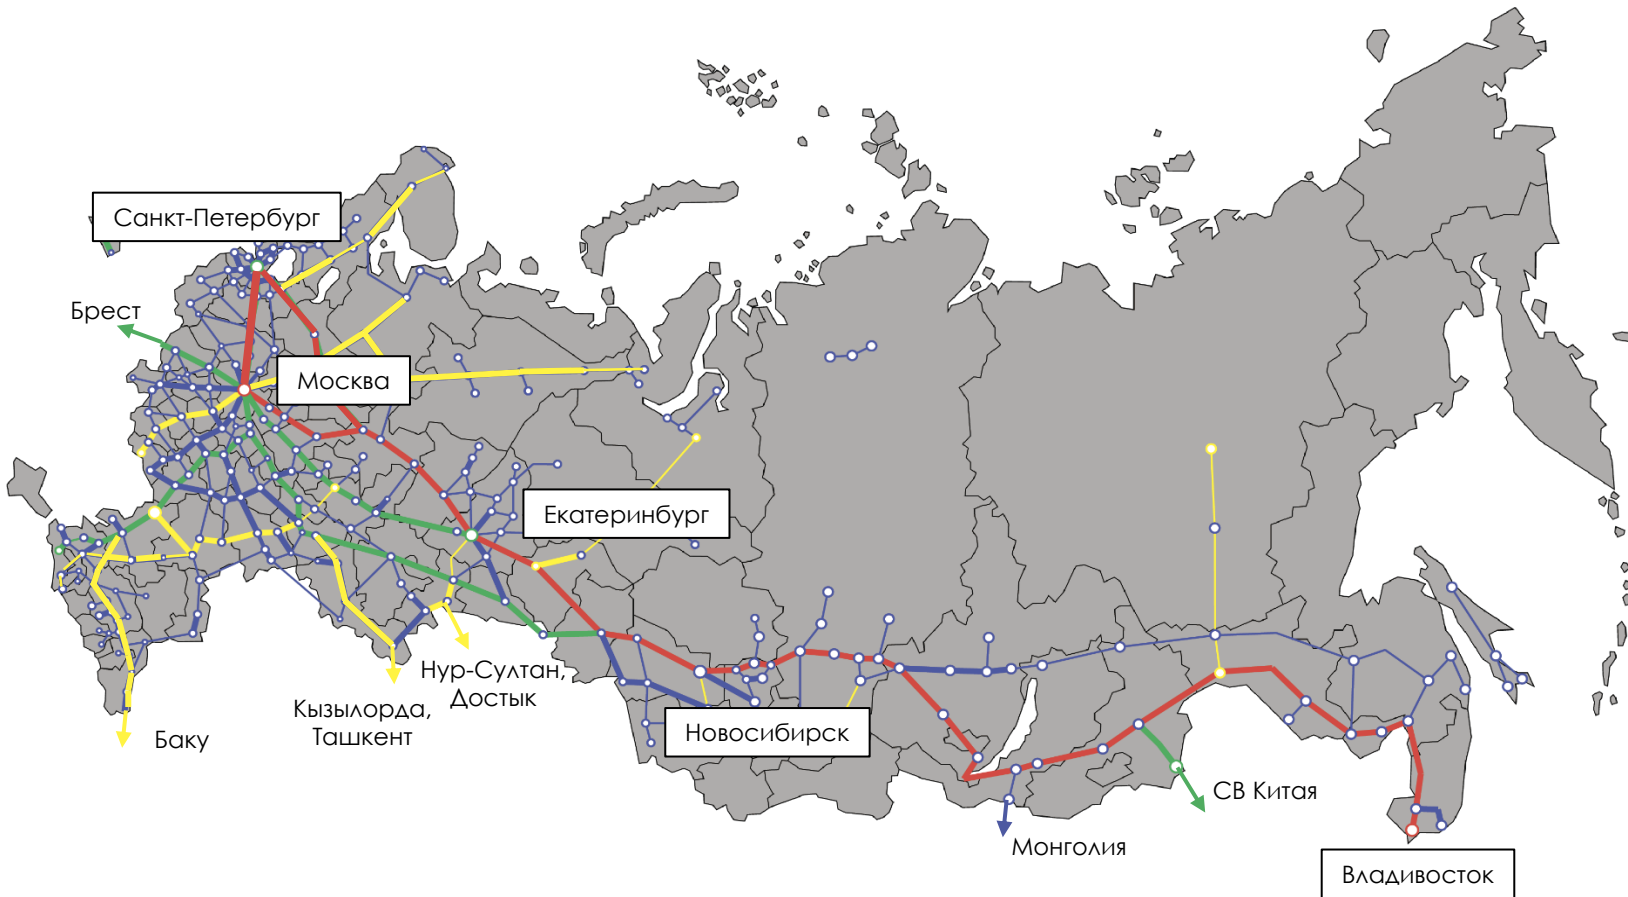 Санкт-Петербург
Брест
Москва
Екатеринбург
Нур-Султан,
Достык
Кызылорда,
Ташкент
Баку
Новосибирск
СВ Китая
Монголия
Владивосток